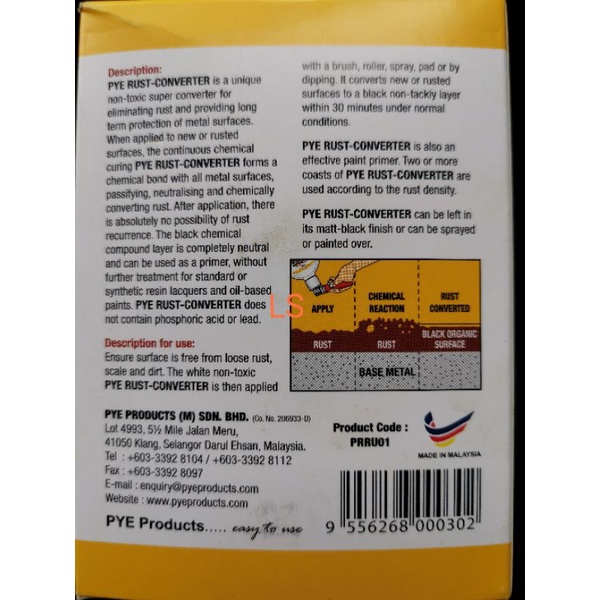 Description:
PYE RUST-CONVERTER is a unique
non-toxic super converter for
eliminating rust and providing long
term protection of metal surfaces.
When applied to new or rusted
surfaces, the continuous chemical
curing PYE RUST-CONVERTER forms a
chemical bond with all metal surfaces,
passifying, neutralising and chemically
converting rust. After application, there
is absolutely no possibility of rust
recurrence. The black chemical
compound layer is completely neutral
and can be used as a primer, without
further treatment for standard or
synthetic resin lacquers and oil-based
paints. PYE RUST-CONVERTER does
not contain phosphoric acid or lead.
Description for use:
Ensure surface is free from loose rust,
scale and dirt. The white non-toxic
PYE RUST-CONVERTER is then applied
with a brush, roller, spray, pad or by
dipping. It converts new or rusted
surfaces to a black non-tackly layer
within 30 minutes under normal
conditions.
PYE RUST-CONVERTER is also an
effective paint primer. Two or more
coasts of PYE RUST-CONVERTER are
used according to the rust density.
PYE RUST-CONVERTER can be left in
its matt-black finish or can be sprayed
or painted over.
APPLY
CHEMICAL
REACTION
RUST
CONVERTED
RUST
RUST
BLACK ORGANIC
SURFACE
BASE METAL
LS
PYE PRODUCTS (M) SDN. BHD. (Co. No. 206933-D)
Lot 4993, 5½ Mile Jalan Meru,
41050 Klang, Selangor Darul Ehsan, Malaysia.
Tel : +603-3392 8104 / +603-3392 8112
Fax : +603-3392 8097
E-mail : enquiry@pyeproducts.com
Website : www.pyeproducts.com
PYE Products..... easy to use
Product Code :
PRRU01
MADE IN MALAYSIA
9 556268 000302